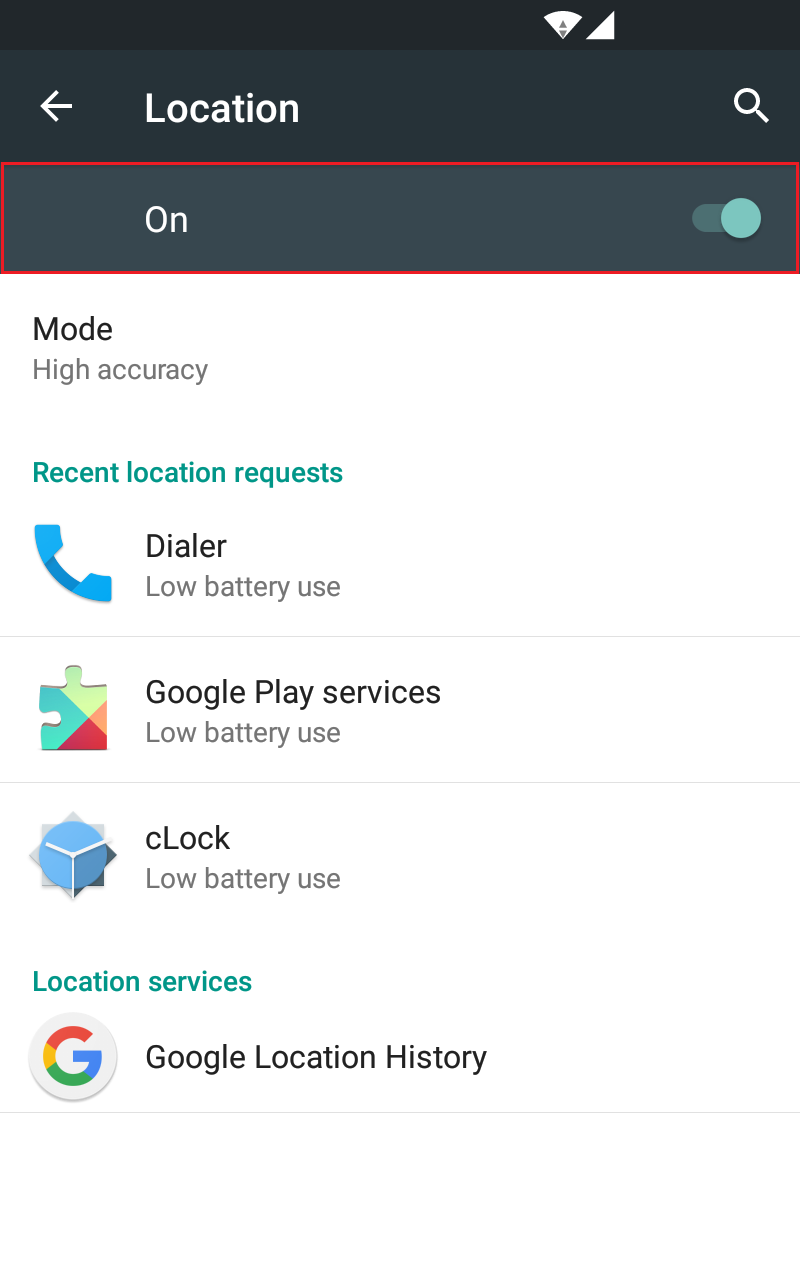 Location
On
Mode
High accuracy
Recent location requests
Dialer
Low battery use
Google Play services
Low battery use
cLock
Low battery use
Location services
Google Location History